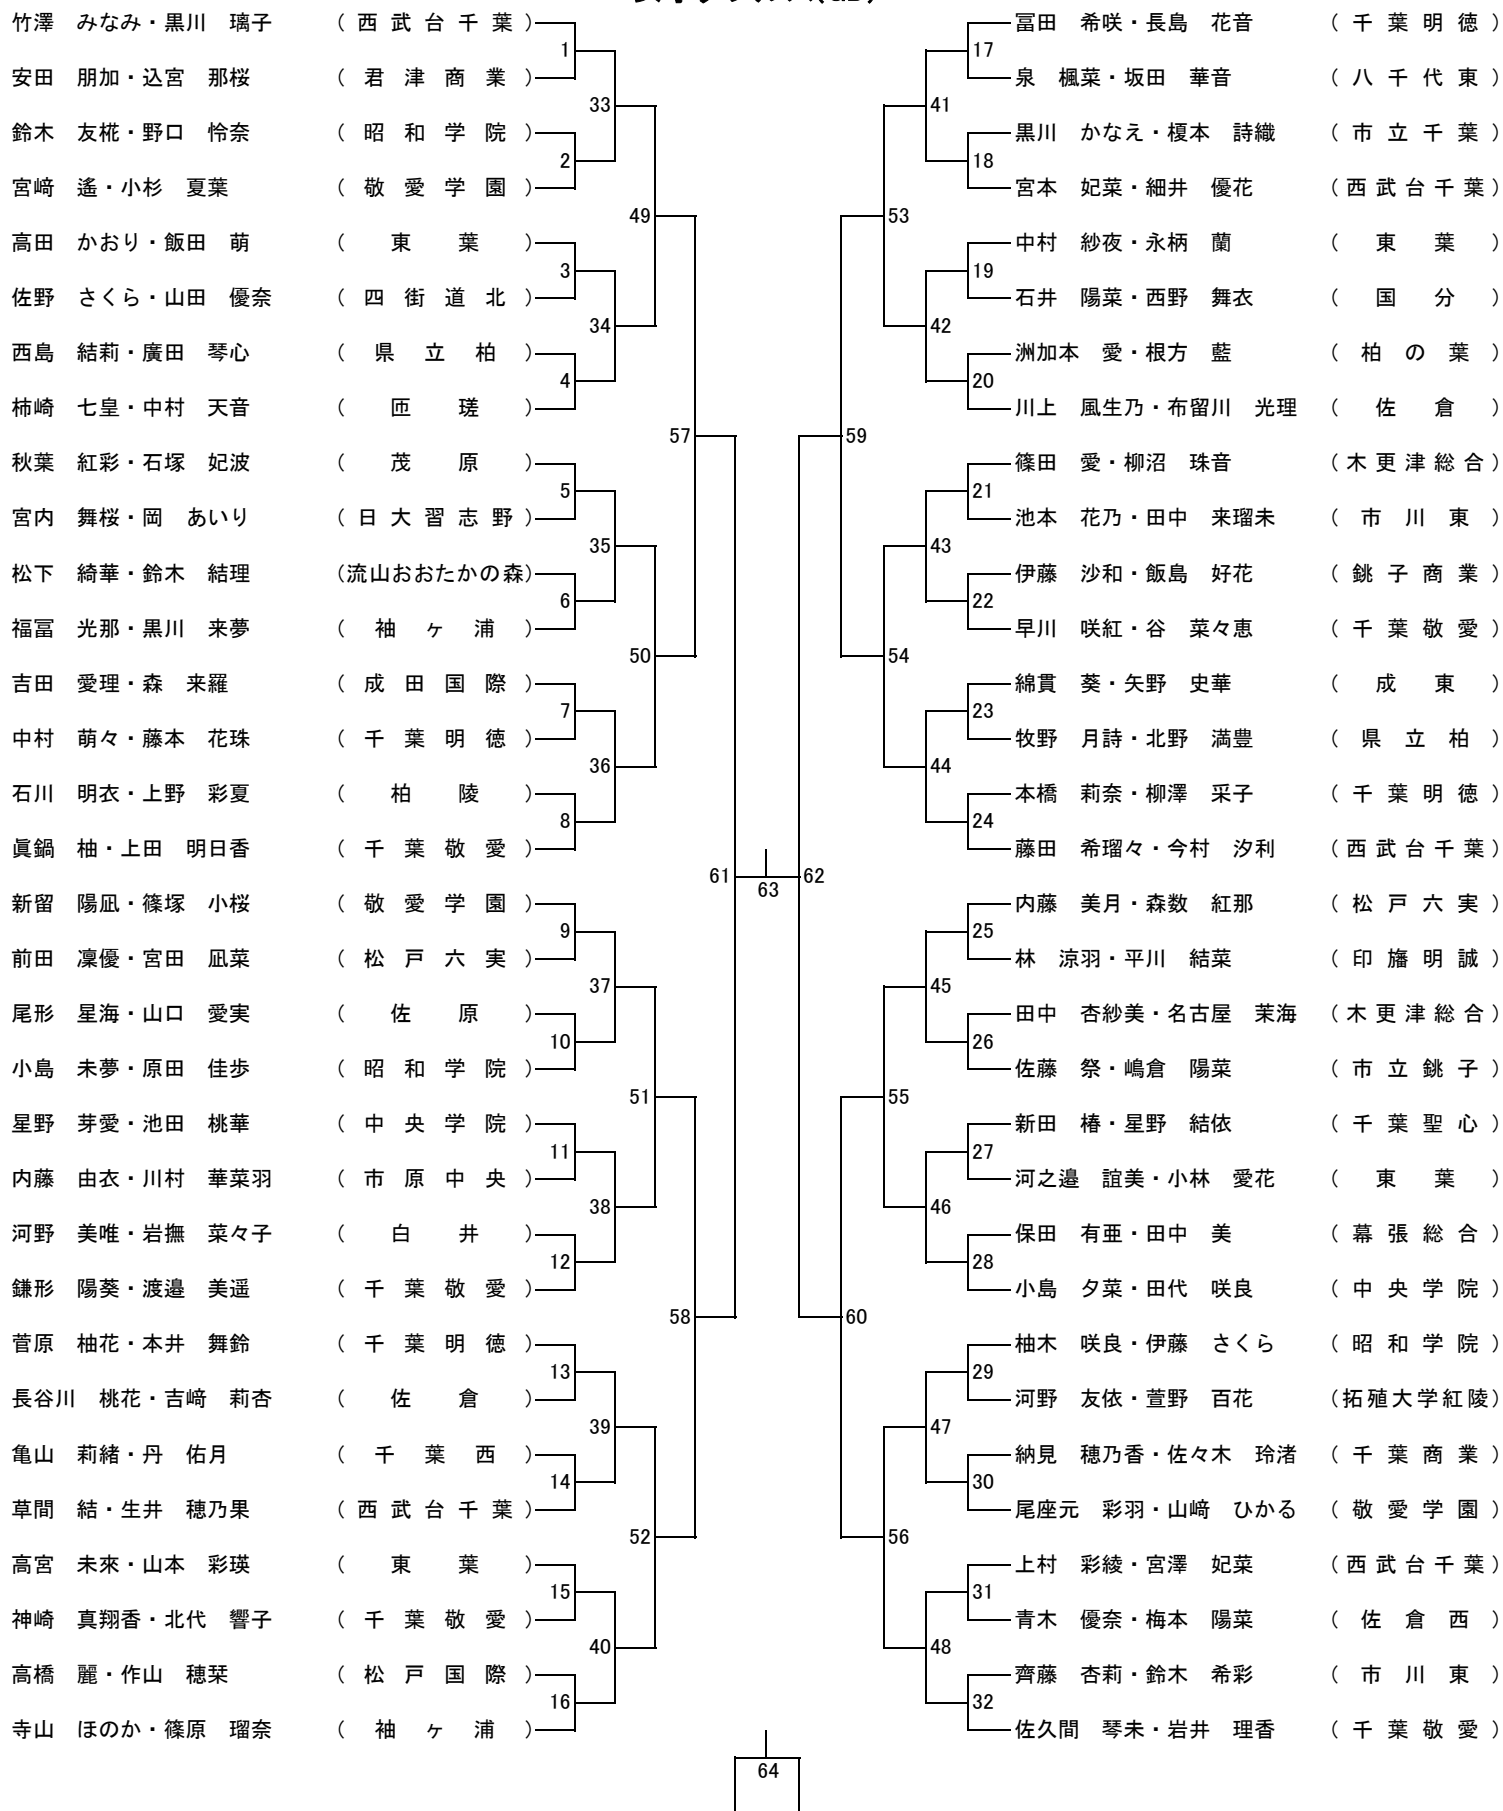 竹澤　みなみ・黒川　璃子　（西武台千葉）
1
安田　朋加・込宮　那桜　（君津商業）
33
鈴木　友椛・野口　怜奈　（昭和学院）
2
宮﨑　遙・小杉　夏葉　（敬愛学園）
49
高田　かおり・飯田　萌　（東葉）
3
佐野　さくら・山田　優奈　（四街道北）
34
西島　結莉・廣田　琴心　（県立柏）
4
柿崎　七皇・中村　天音　（匝瑳）
57
秋葉　紅彩・石塚　妃波　（茂原）
5
宮内　舞桜・岡　あいり　（日大習志野）
35
松下　綺華・鈴木　結理　（流山おおたかの森）
6
福冨　光那・黒川　来夢　（袖ヶ浦）
50
吉田　愛理・森　来羅　（成田国際）
7
中村　萌々・藤本　花珠　（千葉明徳）
36
石川　明衣・上野　彩夏　（柏陵）
8
眞鍋　柚・上田　明日香　（千葉敬愛）
61
新留　陽凪・篠塚　小桜　（敬愛学園）
9
前田　凜優・宮田　凪菜　（松戸六実）
37
尾形　星海・山口　愛実　（佐原）
10
小島　未夢・原田　佳歩　（昭和学院）
51
星野　芽愛・池田　桃華　（中央学院）
11
内藤　由衣・川村　華菜羽　（市原中央）
38
河野　美唯・岩撫　菜々子　（白井）
12
鎌形　陽葵・渡邉　美遥　（千葉敬愛）
58
菅原　柚花・本井　舞鈴　（千葉明徳）
13
長谷川　桃花・吉﨑　莉杏　（佐倉）
39
亀山　莉緒・丹　佑月　（千葉西）
14
草間　結・生井　穂乃果　（西武台千葉）
52
高宮　未來・山本　彩瑛　（東葉）
15
神崎　真翔香・北代　響子　（千葉敬愛）
40
高橋　麗・作山　穂栞　（松戸国際）
16
寺山　ほのか・篠原　瑠奈　（袖ヶ浦）
63
冨田　希咲・長島　花音　（千葉明徳）
17
泉　楓菜・坂田　華音　（八千代東）
41
黒川　かなえ・榎本　詩織　（市立千葉）
18
宮本　妃菜・細井　優花　（西武台千葉）
53
中村　紗夜・永柄　蘭　（東葉）
19
石井　陽菜・西野　舞衣　（国分）
42
洲加本　愛・根方　藍　（柏の葉）
20
川上　風生乃・布留川　光理　（佐倉）
59
篠田　愛・柳沼　珠音　（木更津総合）
21
池本　花乃・田中　来瑠未　（市川東）
43
伊藤　沙和・飯島　好花　（銚子商業）
22
早川　咲紅・谷　菜々恵　（千葉敬愛）
54
綿貫　葵・矢野　史華　（成東）
23
牧野　月詩・北野　満豊　（県立柏）
44
本橋　莉奈・柳澤　采子　（千葉明徳）
24
藤田　希瑠々・今村　汐利　（西武台千葉）
62
内藤　美月・森数　紅那　（松戸六実）
25
林　涼羽・平川　結菜　（印旛明誠）
45
田中　杏紗美・名古屋　茉海　（木更津総合）
26
佐藤　祭・嶋倉　陽菜　（市立銚子）
55
新田　椿・星野　結依　（千葉聖心）
27
河之邉　誼美・小林　愛花　（東葉）
46
保田　有亜・田中　美　（幕張総合）
28
小島　夕菜・田代　咲良　（中央学院）
60
柚木　咲良・伊藤　さくら　（昭和学院）
29
河野　友依・萱野　百花　（拓殖大学紅陵）
47
納見　穂乃香・佐々木　玲渚　（千葉商業）
30
尾座元　彩羽・山﨑　ひかる　（敬愛学園）
56
上村　彩綾・宮澤　妃菜　（西武台千葉）
31
青木　優奈・梅本　陽菜　（佐倉西）
48
齊藤　杏莉・鈴木　希彩　（市川東）
32
佐久間　琴未・岩井　理香　（千葉敬愛）
64